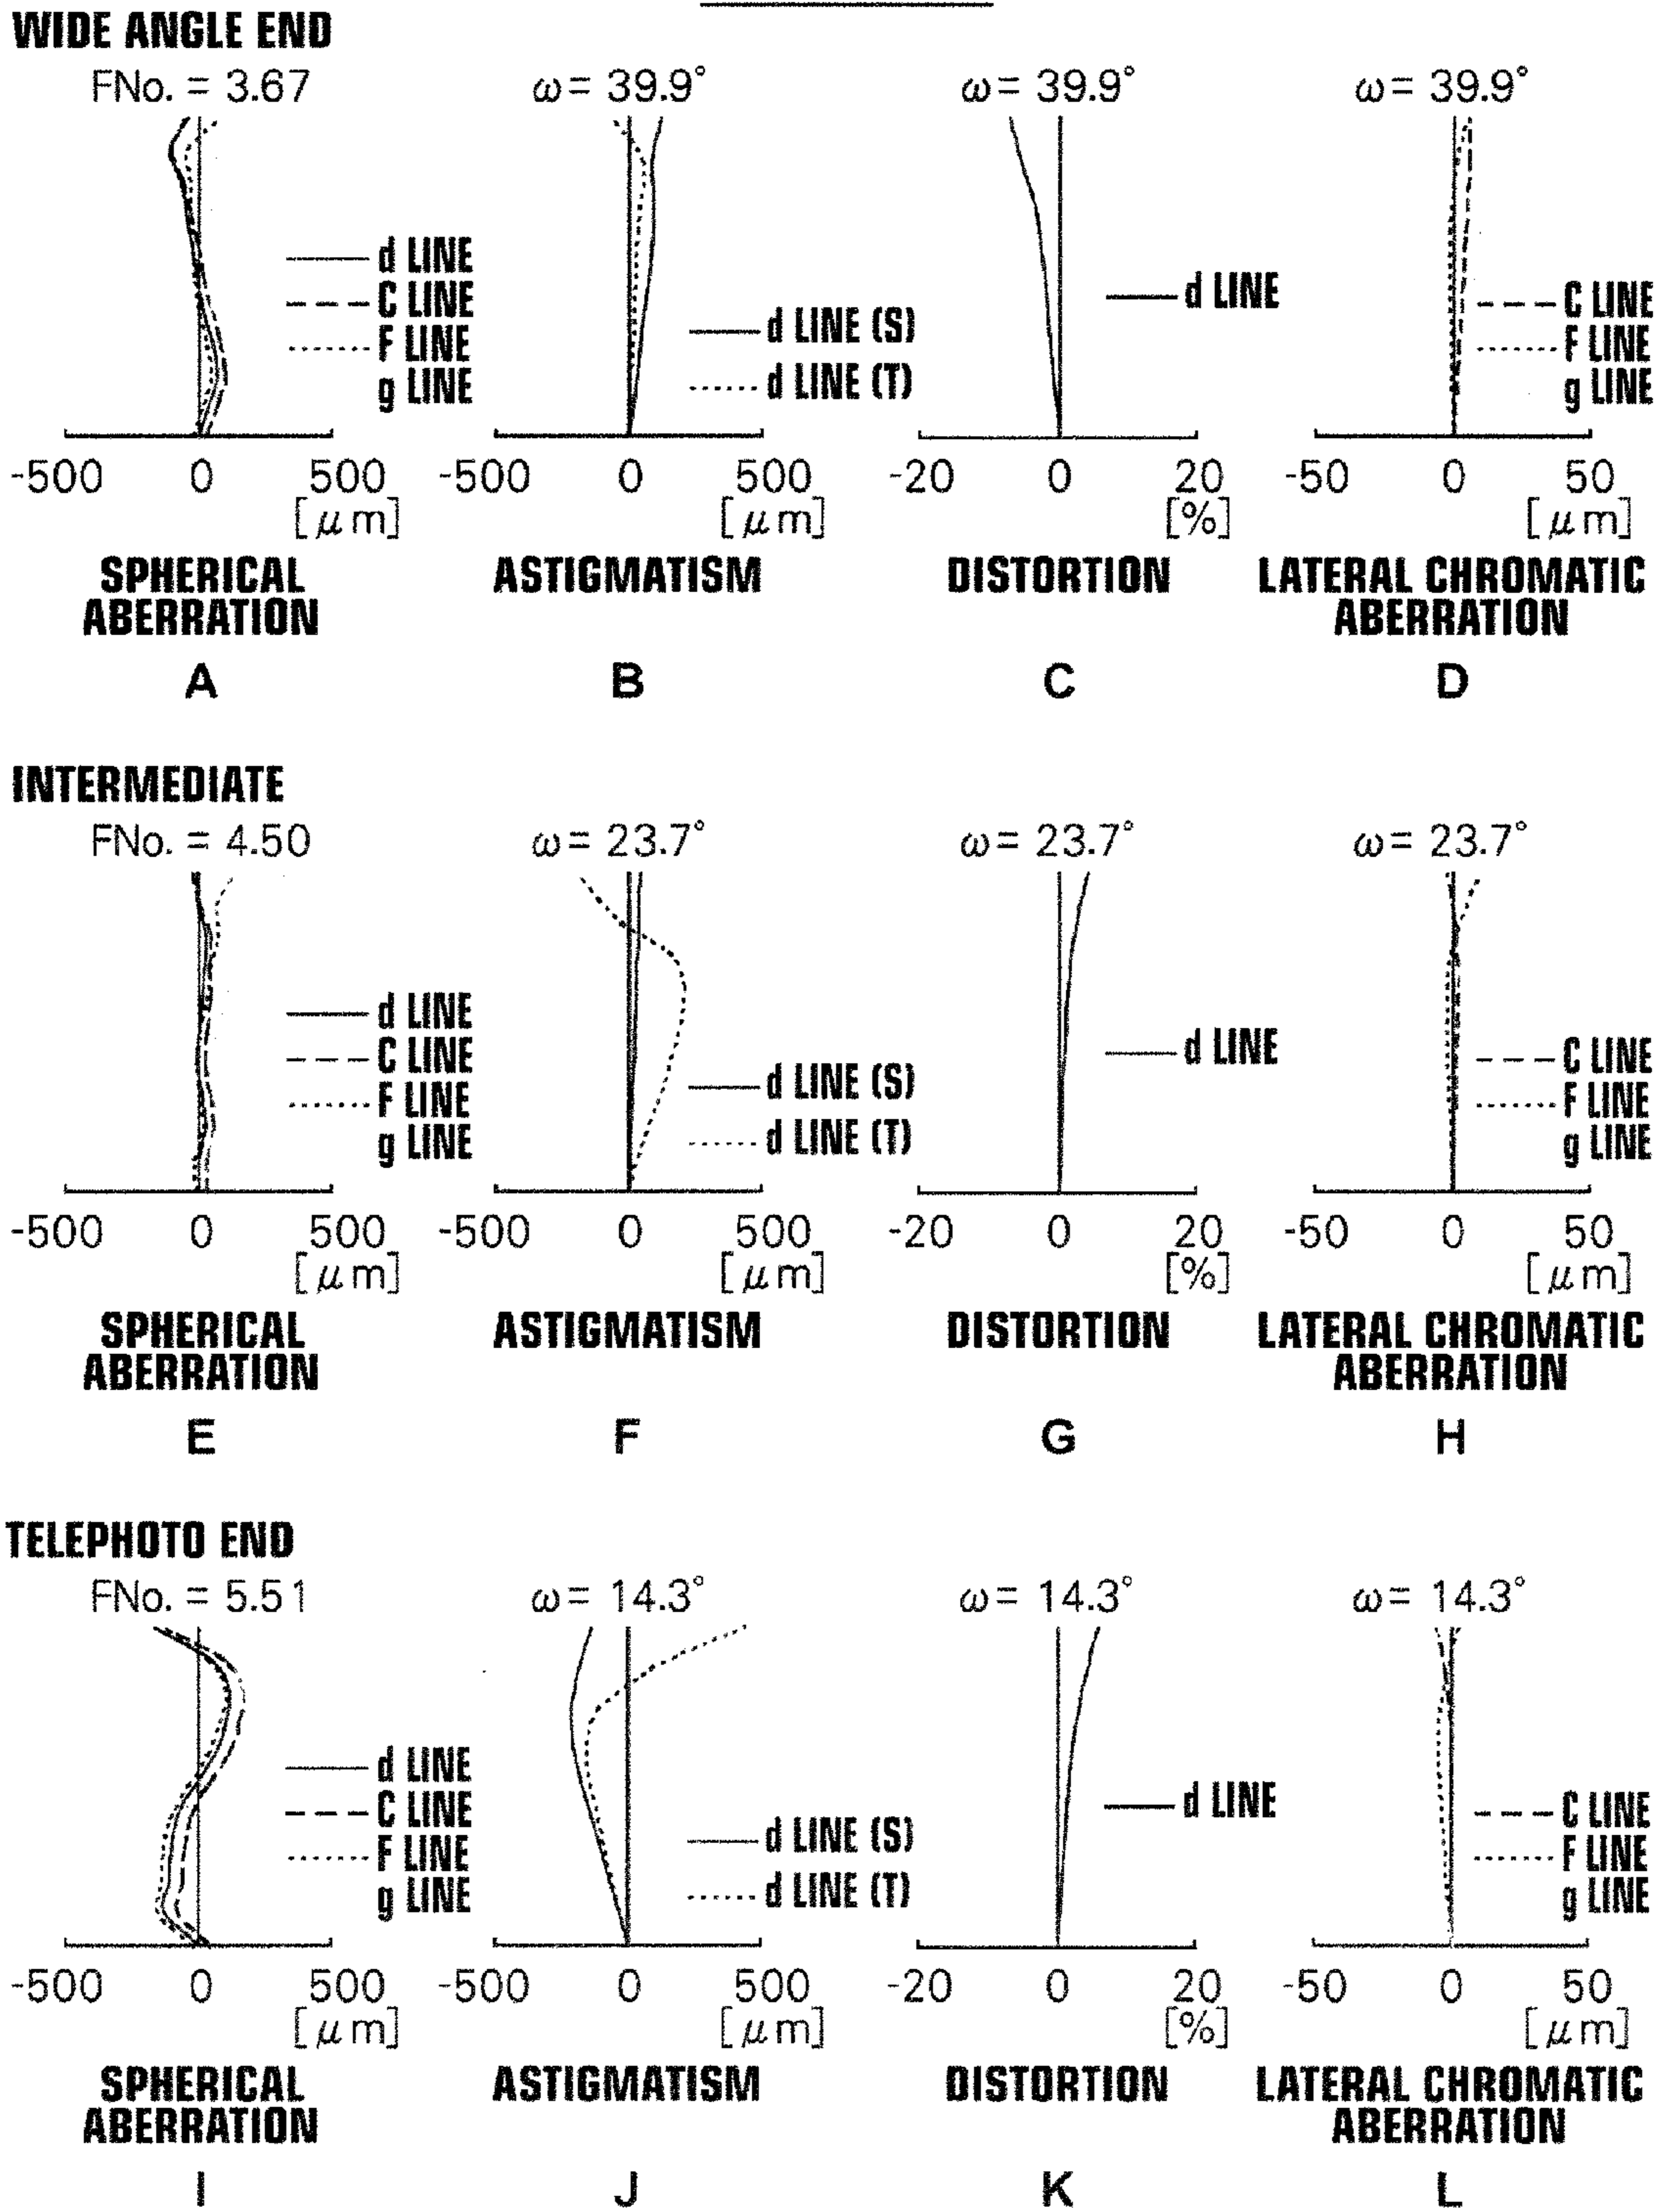 WIDE ANGLE END
FNo. = 3.67
ω= 39.9°
ω= 39.9°
ω= 39.9°
d LINE
C LINE
F LINE
g LINE
d LINE (S)
d LINE (T)
d LINE
C LINE
F LINE
g LINE
-500 0 500
[μm]
-500 0 500
[μm]
-20 0 20
[%]
-50 0 50
[μm]
SPHERICAL
ABERRATION
ASTIGMATISM
DISTORTION
LATERAL CHROMATIC
ABERRATION
A
B
C
D
INTERMEDIATE
FNo. = 4.50
ω= 23.7°
ω= 23.7°
ω= 23.7°
d LINE
C LINE
F LINE
g LINE
d LINE (S)
d LINE (T)
d LINE
C LINE
F LINE
g LINE
-500 0 500
[μm]
-500 0 500
[μm]
-20 0 20
[%]
-50 0 50
[μm]
SPHERICAL
ABERRATION
ASTIGMATISM
DISTORTION
LATERAL CHROMATIC
ABERRATION
E
F
G
H
TELEPHOTO END
FNo. = 5.51
ω= 14.3°
ω= 14.3°
ω= 14.3°
d LINE
C LINE
F LINE
g LINE
d LINE (S)
d LINE (T)
d LINE
C LINE
F LINE
g LINE
-500 0 500
[μm]
-500 0 500
[μm]
-20 0 20
[%]
-50 0 50
[μm]
SPHERICAL
ABERRATION
ASTIGMATISM
DISTORTION
LATERAL CHROMATIC
ABERRATION
I
J
K
L